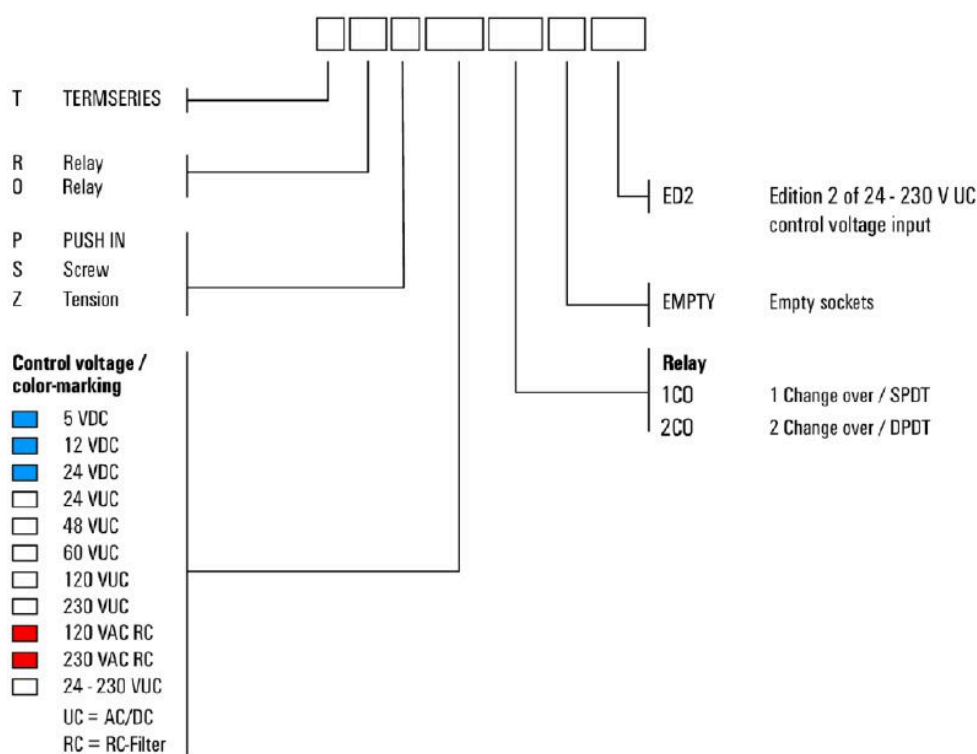 T TERMSERIES
R Relay
O Relay
P PUSH IN
S Screw
Z Tension
Control voltage /
color-marking
5 VDC
12 VDC
24 VDC
24 VUC
48 VUC
60 VUC
120 VUC
230 VUC
120 VAC RC
230 VAC RC
24 - 230 VUC
UC = AC/DC
RC = RC-Filter
ED2 Edition 2 of 24 - 230 V UC
control voltage input
EMPTY Empty sockets
Relay
1CO 1 Change over / SPDT
2CO 2 Change over / DPDT